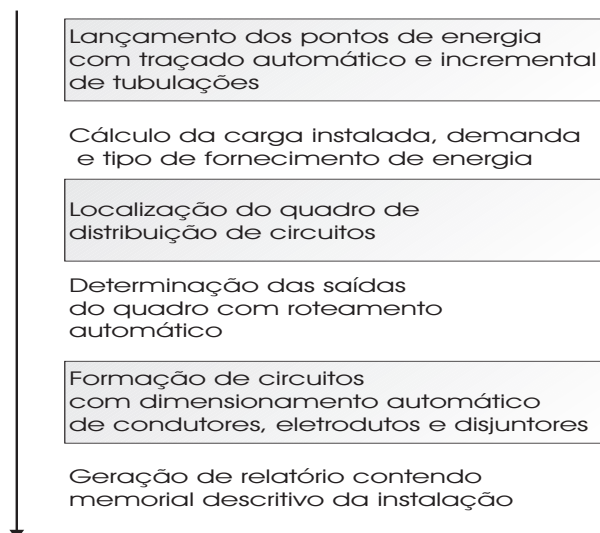 Lançamento dos pontos de energia
com traçado automático e incremental
de tubulações
Cálculo da carga instalada, demanda
e tipo de fornecimento de energia
Localização do quadro de
distribuição de circuitos
Determinação das saídas
do quadro com roteamento
automático
Formação de circuitos
com dimensionamento automático
de condutores, eletrodutos e disjuntores
Geração de relatório contendo
memorial descritivo da instalação